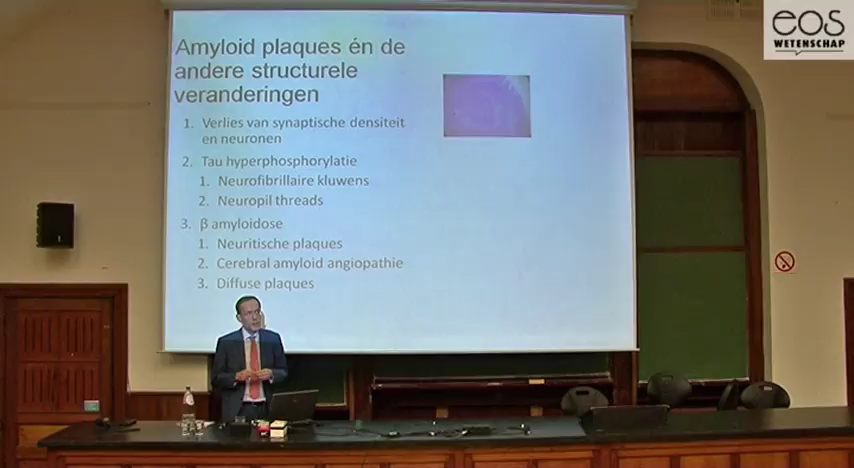 eos
WETENSCHAP
Amyloid plaques én de
andere structurele
veranderingen
1. Verlies van synaptische densiteit
en neuronen
2. Tau hyperphosphorylatie
1. Neurofibrillaire kluwens
2. Neuropil threads
3. β amyloidose
1. Neuritische plaques
2. Cerebral amyloid angiopathie
3. Diffuse plaques